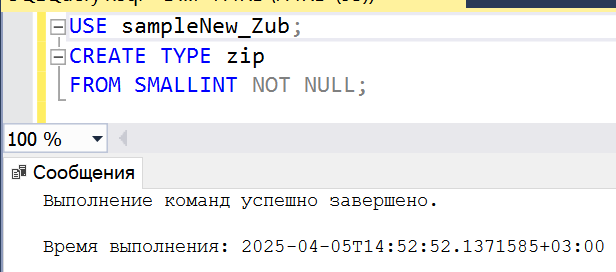 USE sampleNew_Zub;
CREATE TYPE zip
FROM SMALLINT NOT NULL;
100 %
Сообщения
Выполнение команд успешно завершено.
Время выполнения: 2025-04-05T14:52:52.1371585+03:00